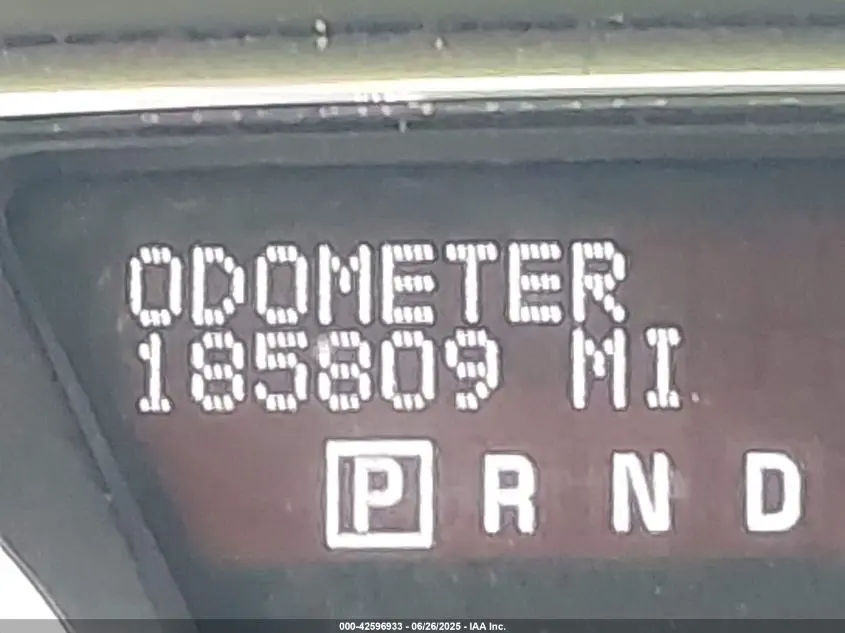 ODOMETER
185809 MI
P R N D
000-42596933 - 06/26/2025 - IAA Inc.